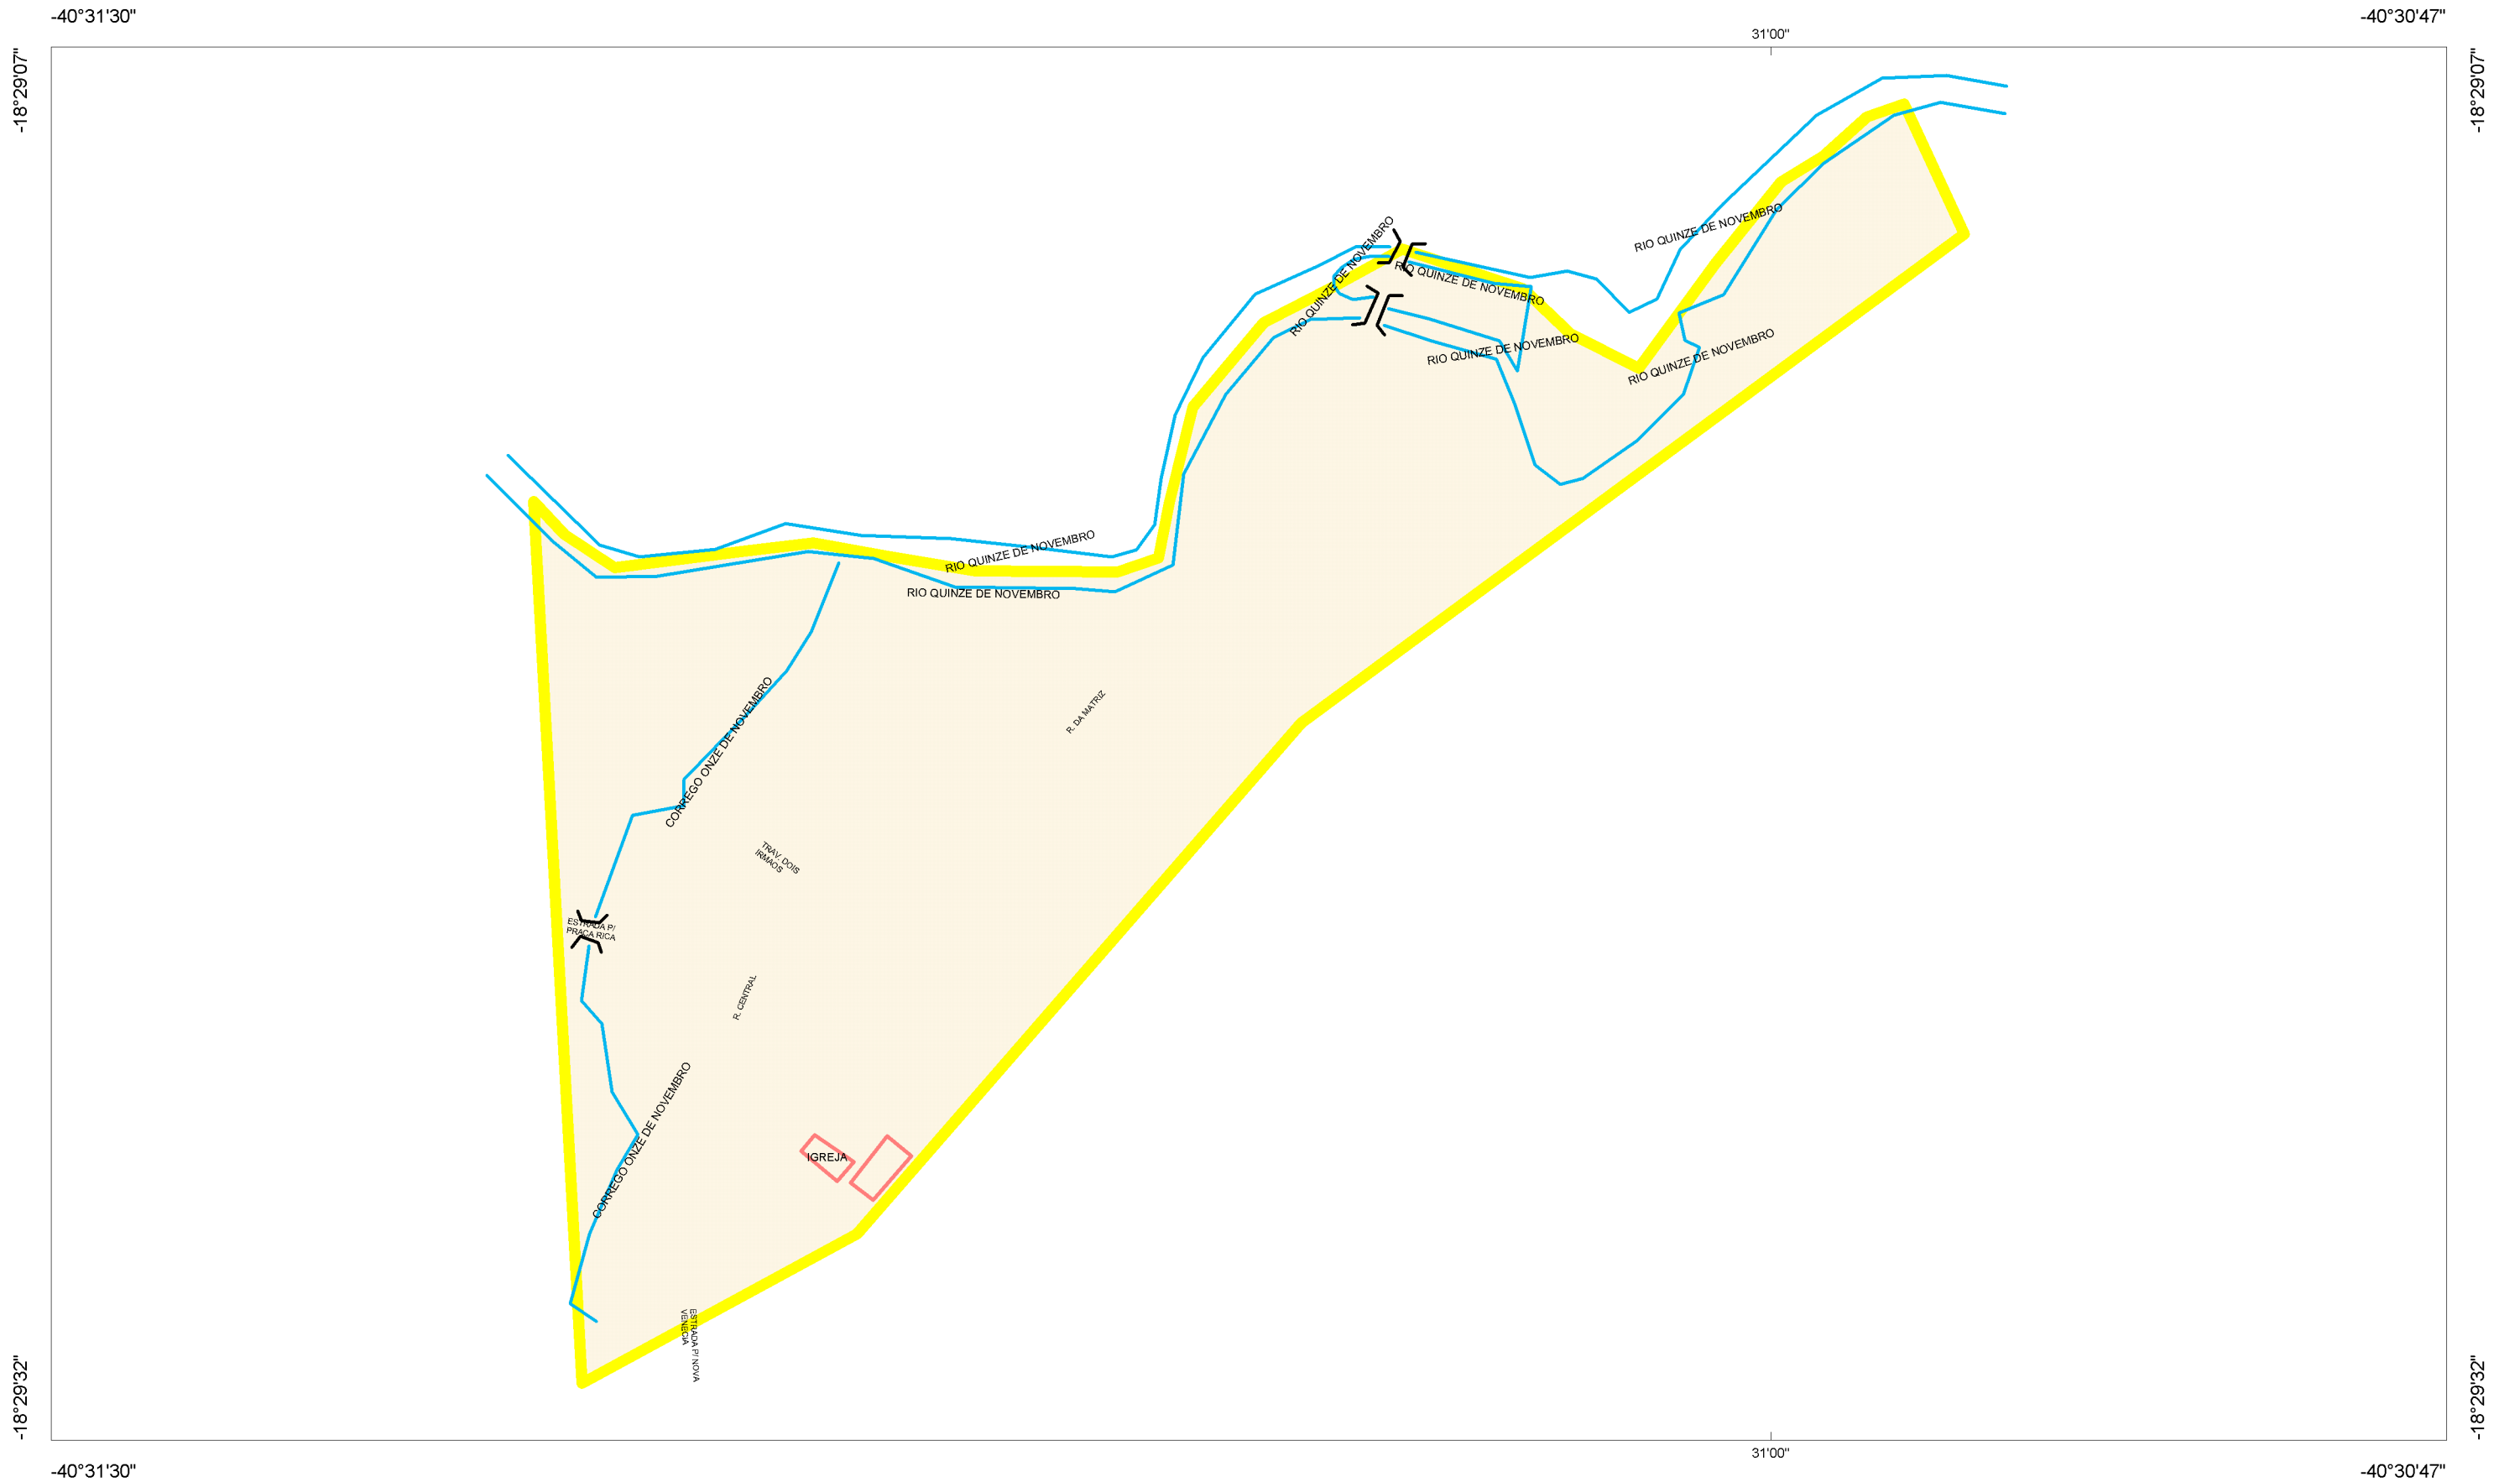 -40°31'30"
-40°30'47"
31'00"
-18°29'07"
-18°29'07"
RIO QUINZE DE NOVEMBRO
RIO QUINZE DE NOVEMBRO
RIO QUINZE DE NOVEMBRO
RIO QUINZE DE NOVEMBRO
RIO QUINZE DE NOVEMBRO
RIO QUINZE DE NOVEMBRO
RIO QUINZE DE NOVEMBRO
CORREGO ONZE DE NOVEMBRO
R. DA MATRIZ
TRAV. DOIS
IRMAOS
ESTRADA P/
PRACA RICA
R. CENTRAL
CORREGO ONZE DE NOVEMBRO
IGREJA
ESTRADA P/ NOVA
VENECIA
-18°29'32"
-18°29'32"
31'00"
-40°31'30"
-40°30'47"